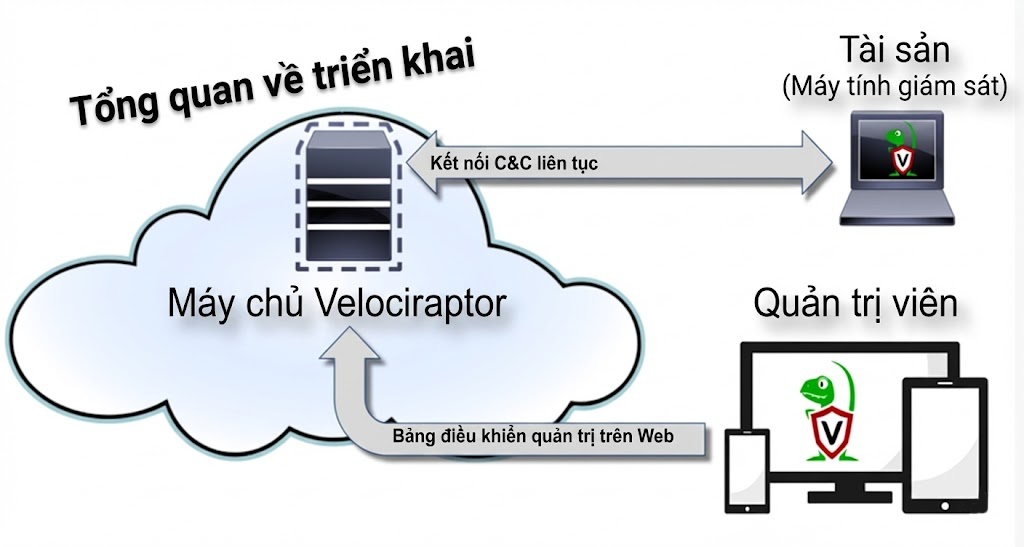 Tổng quan về triển khai
Tài sản
(Máy tính giám sát)
Kết nối C&C liên tục
V
Máy chủ Velociraptor
Quản trị viên
V
Bảng điều khiển quản trị trên Web